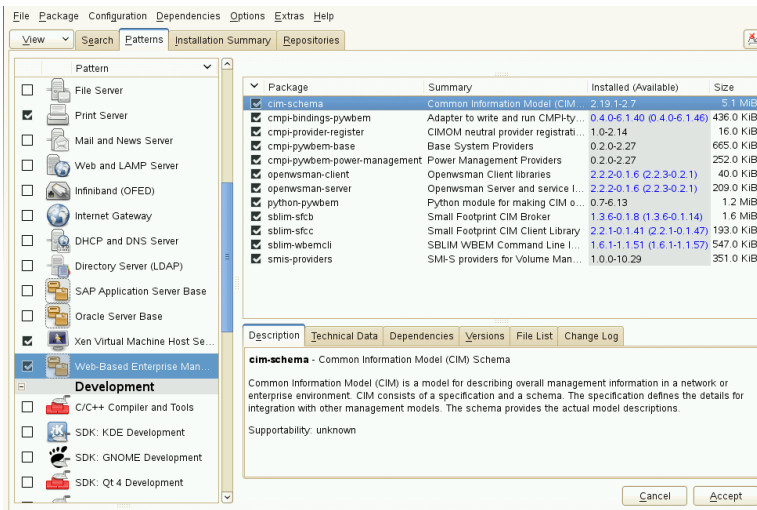 File Package Configuration Dependencies Options Extras Help
View Search Patterns Installation Summary Repositories
Pattern
File Server
Print Server
Mail and News Server
Web and LAMP Server
Infiniband (OFED)
Internet Gateway
DHCP and DNS Server
Directory Server (LDAP)
SAP Application Server Base
Oracle Server Base
Xen Virtual Machine Host Se...
Web-Based Enterprise Man...
Development
C/C++ Compiler and Tools
SDK: KDE Development
SDK: GNOME Development
SDK: Qt 4 Development
Package Summary Installed (Available) Size
cim-schema Common Information Model (CIM... 2.19.1-2.7 5.1 MiB
cmpi-bindings-pywbem Adapter to write and run CMPI-ty... 0.4.0-6.1.40 (0.4.0-6.1.46) 436.0 KiB
cmpi-provider-register CIMOM neutral provider registrati... 1.0-2.14 16.0 KiB
cmpi-pywbem-base Base System Providers 0.2.0-2.27 665.0 KiB
cmpi-pywbem-power-management Power Management Providers 0.2.0-2.27 252.0 KiB
openwsman-client Openwsman Client libraries 2.2.2-0.1.6 (2.2.3-0.2.1) 40.0 KiB
openwsman-server Openwsman Server and service l... 2.2.2-0.1.6 (2.2.3-0.2.1) 209.0 KiB
python-pywbem Python module for making CIM o... 0.7-6.13 1.2 MiB
sblim-sfcb Small Footprint CIM Broker 1.3.6-0.1.8 (1.3.6-0.1.14) 1.6 MiB
sblim-sfcc Small Footprint CIM Client Library 2.2.1-0.1.41 (2.2.1-0.1.47) 193.0 KiB
sblim-wbemcli SBLIM WBEM Command Line I... 1.6.1-1.1.51 (1.6.1-1.1.57) 547.0 KiB
smis-providers SMI-S providers for Volume Man... 1.0.0-10.29 351.0 KiB
Description Technical Data Dependencies Versions File List Change Log
cim-schema - Common Information Model (CIM) Schema
Common Information Model (CIM) is a model for describing overall management information in a network or
enterprise environment. CIM consists of a specification and a schema. The specification defines the details for
integration with other management models. The schema provides the actual model descriptions.
Supportability: unknown
Cancel Accept